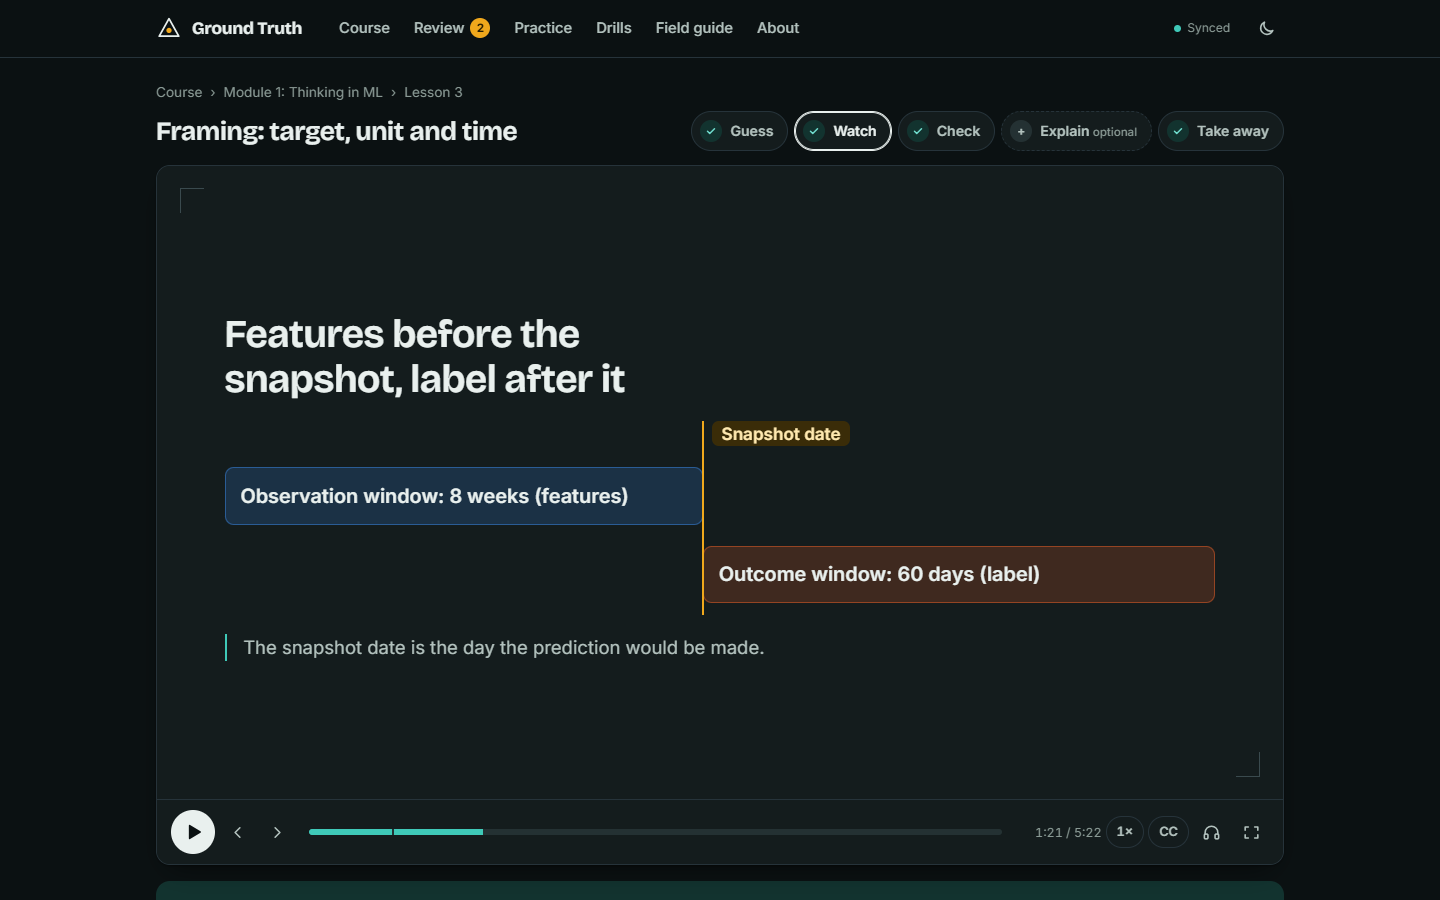 Ground Truth
Course
Review 2
Practice
Drills
Field guide
About
Synced
Course › Module 1: Thinking in ML › Lesson 3
Framing: target, unit and time
Guess
Watch
Check
Explain optional
Take away
Features before the
snapshot, label after it
Snapshot date
Observation window: 8 weeks (features)
Outcome window: 60 days (label)
The snapshot date is the day the prediction would be made.
1:21 / 5:22
1×
CC